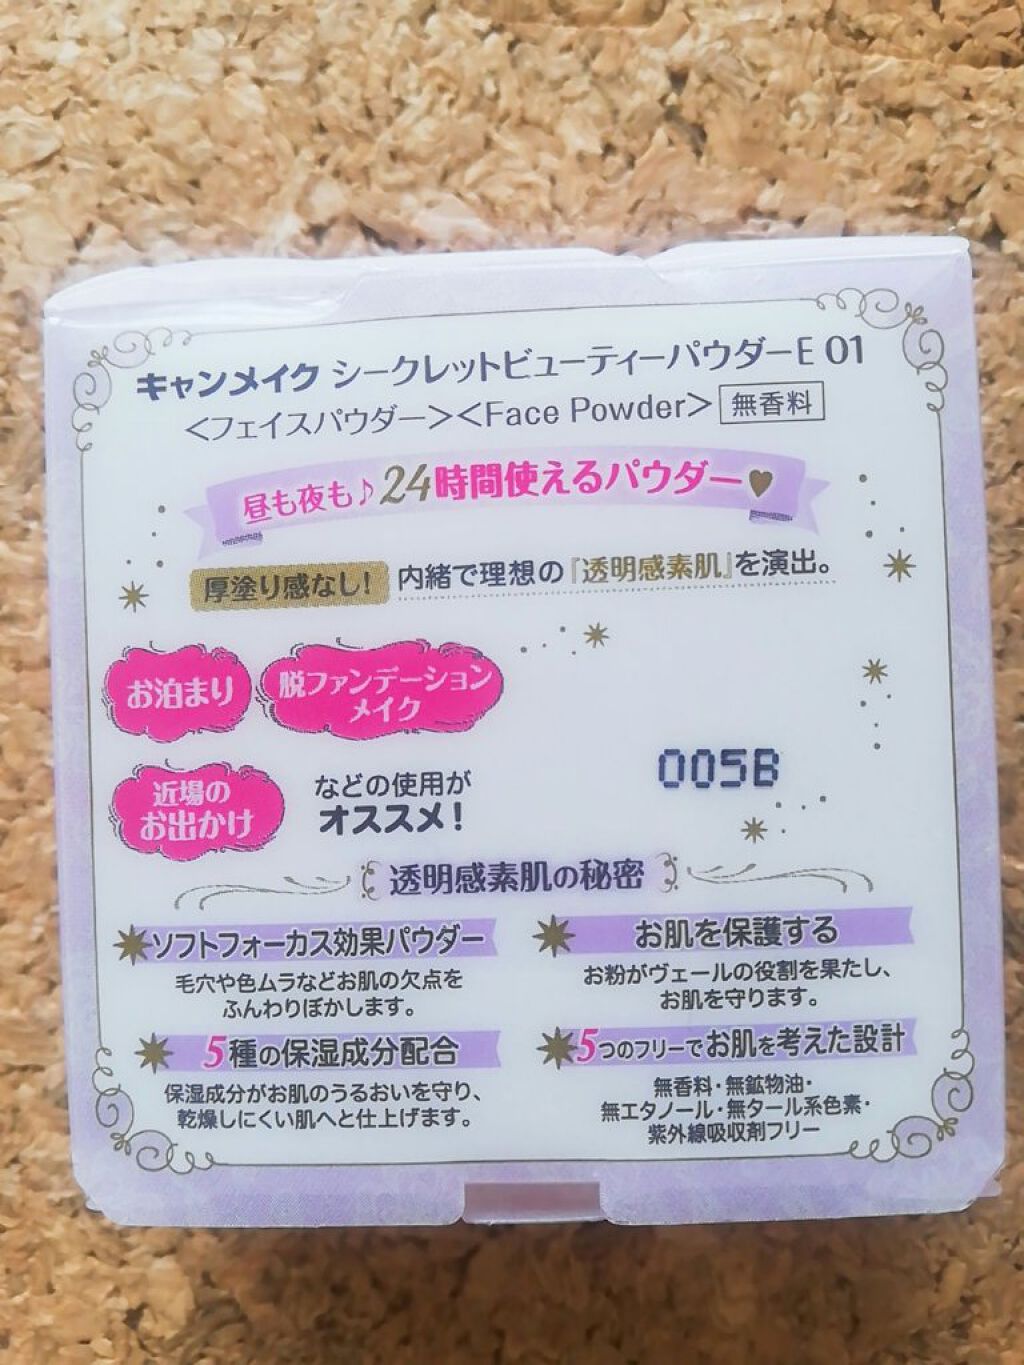 キャンメイク シークレットビューティーパウダーE 01
<フェイスパウダー><Face Powder> 無香料
昼も夜も♪24時間使えるパウダー♥
厚塗り感なし! 内緒で理想の『透明感素肌』を演出。
お泊まり
脱ファンデーション
メイク
近場の
お出かけ
などの使用が
オススメ!
005B
透明感素肌の秘密
ソフトフォーカス効果パウダー
毛穴や色ムラなどお肌の欠点を
ふんわりぼかします。
お肌を保護する
お粉がヴェールの役割を果たし、
お肌を守ります。
5種の保湿成分配合
保湿成分がお肌のうるおいを守り、
乾燥しにくい肌へと仕上げます。
5つのフリーでお肌を考えた設計
無香料・無鉱物油・
無エタノール・無タール系色素・
紫外線吸収剤フリー